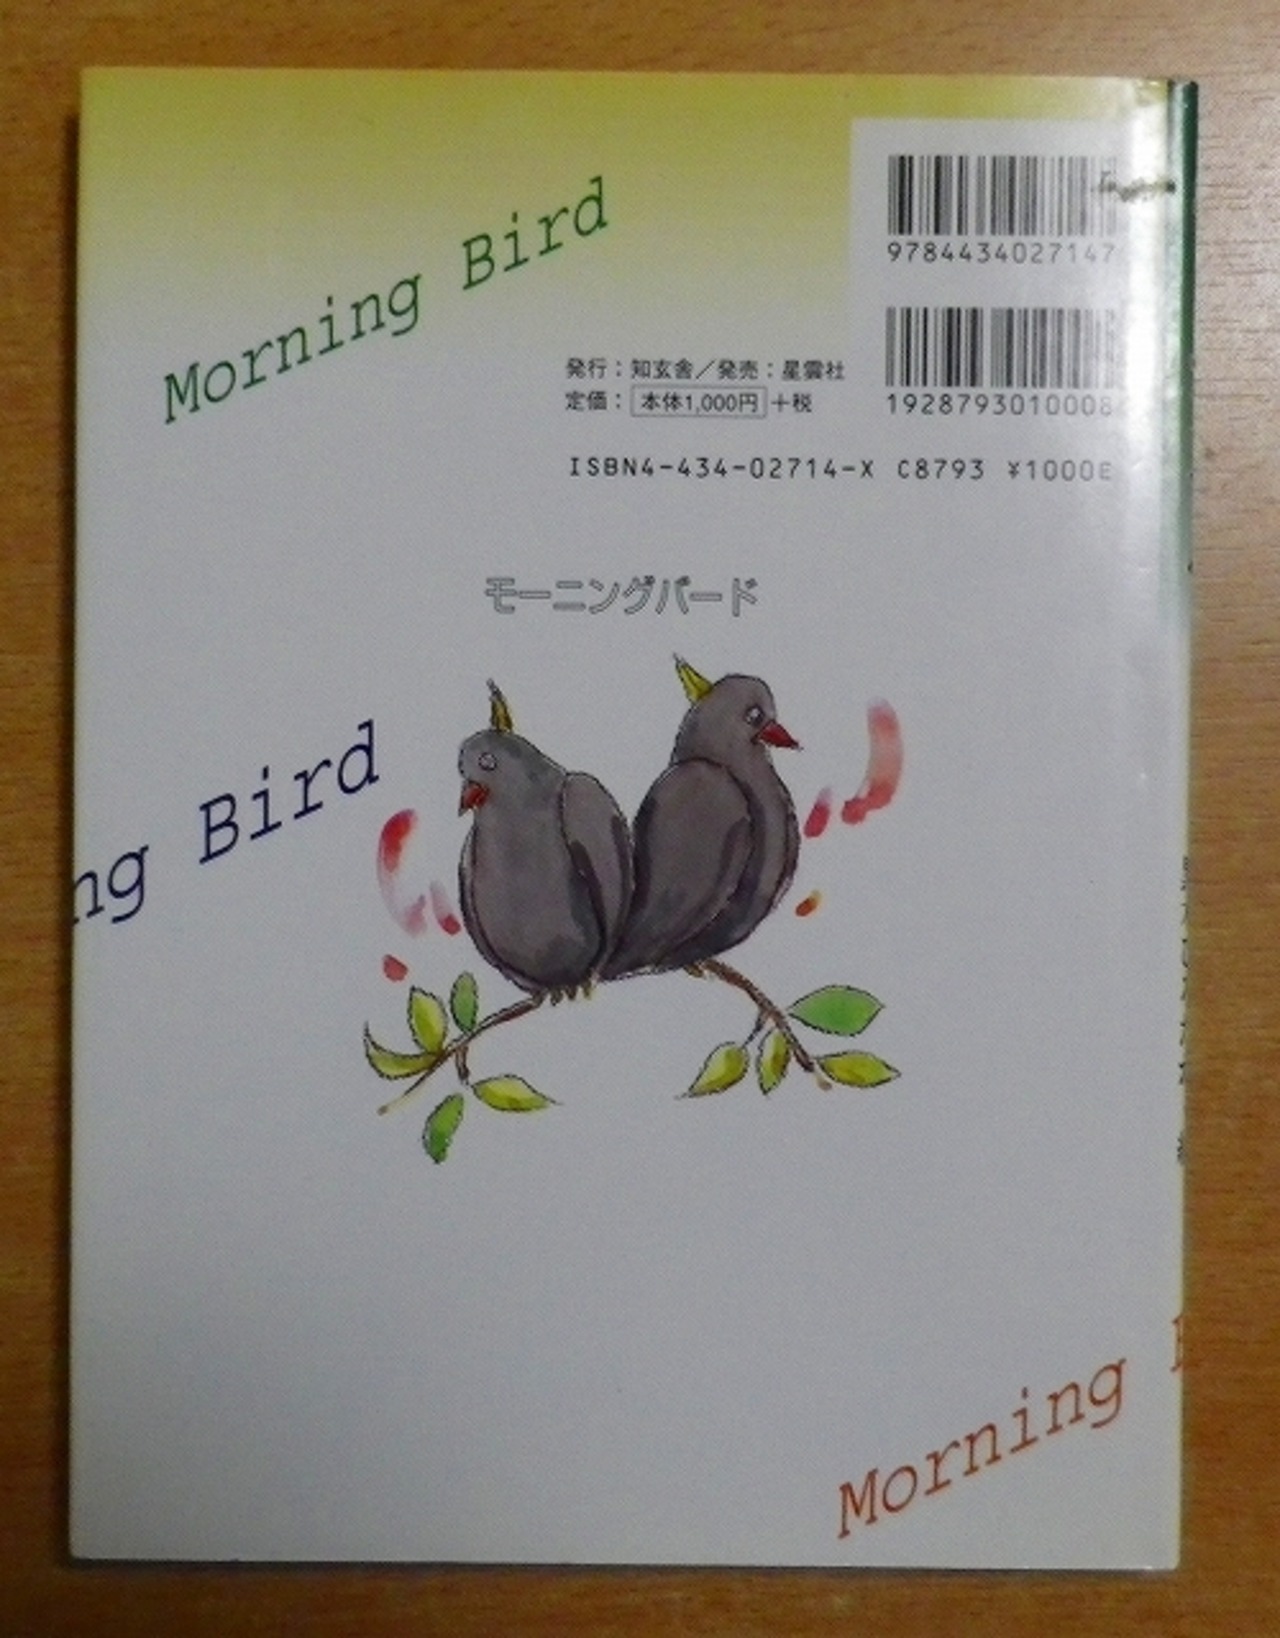 Morning Bird
9784434027147
発行：知玄舎／発売：星雲社
定価：本体1,000円＋税
1928793010008
ISBN4-434-02714-X C8793 ¥1000E
モーニングバード
ng Bird
Morning